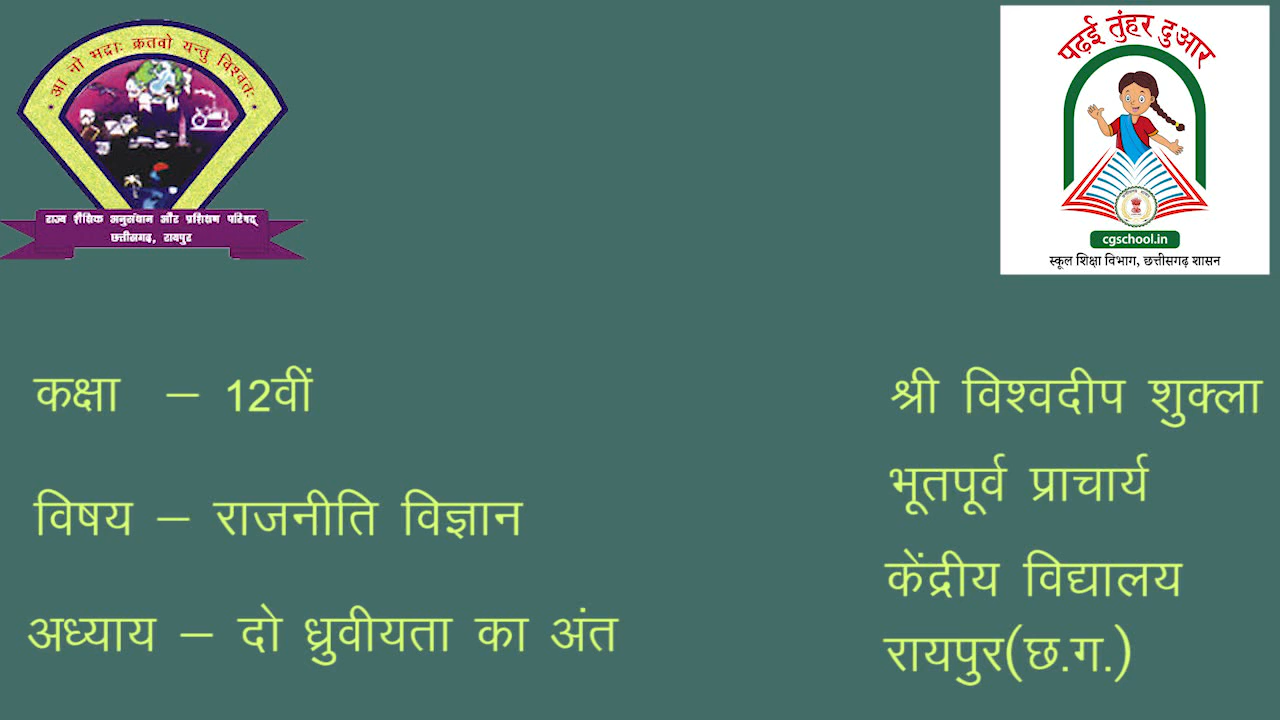 आ नो भद्राः क्रतवो यन्तु विश्वतः
राज्य शैक्षिक अनुसंधान और प्रशिक्षण परिषद्
छत्तीसगढ़, रायपुर
पढ़ई तुंहर दुआर
cgschool.in
स्कूल शिक्षा विभाग, छत्तीसगढ़ शासन
कक्षा – 12वीं
विषय – राजनीति विज्ञान
अध्याय – दो ध्रुवीयता का अंत
श्री विश्वदीप शुक्ला
भूतपूर्व प्राचार्य
केंद्रीय विद्यालय
रायपुर(छ.ग.)